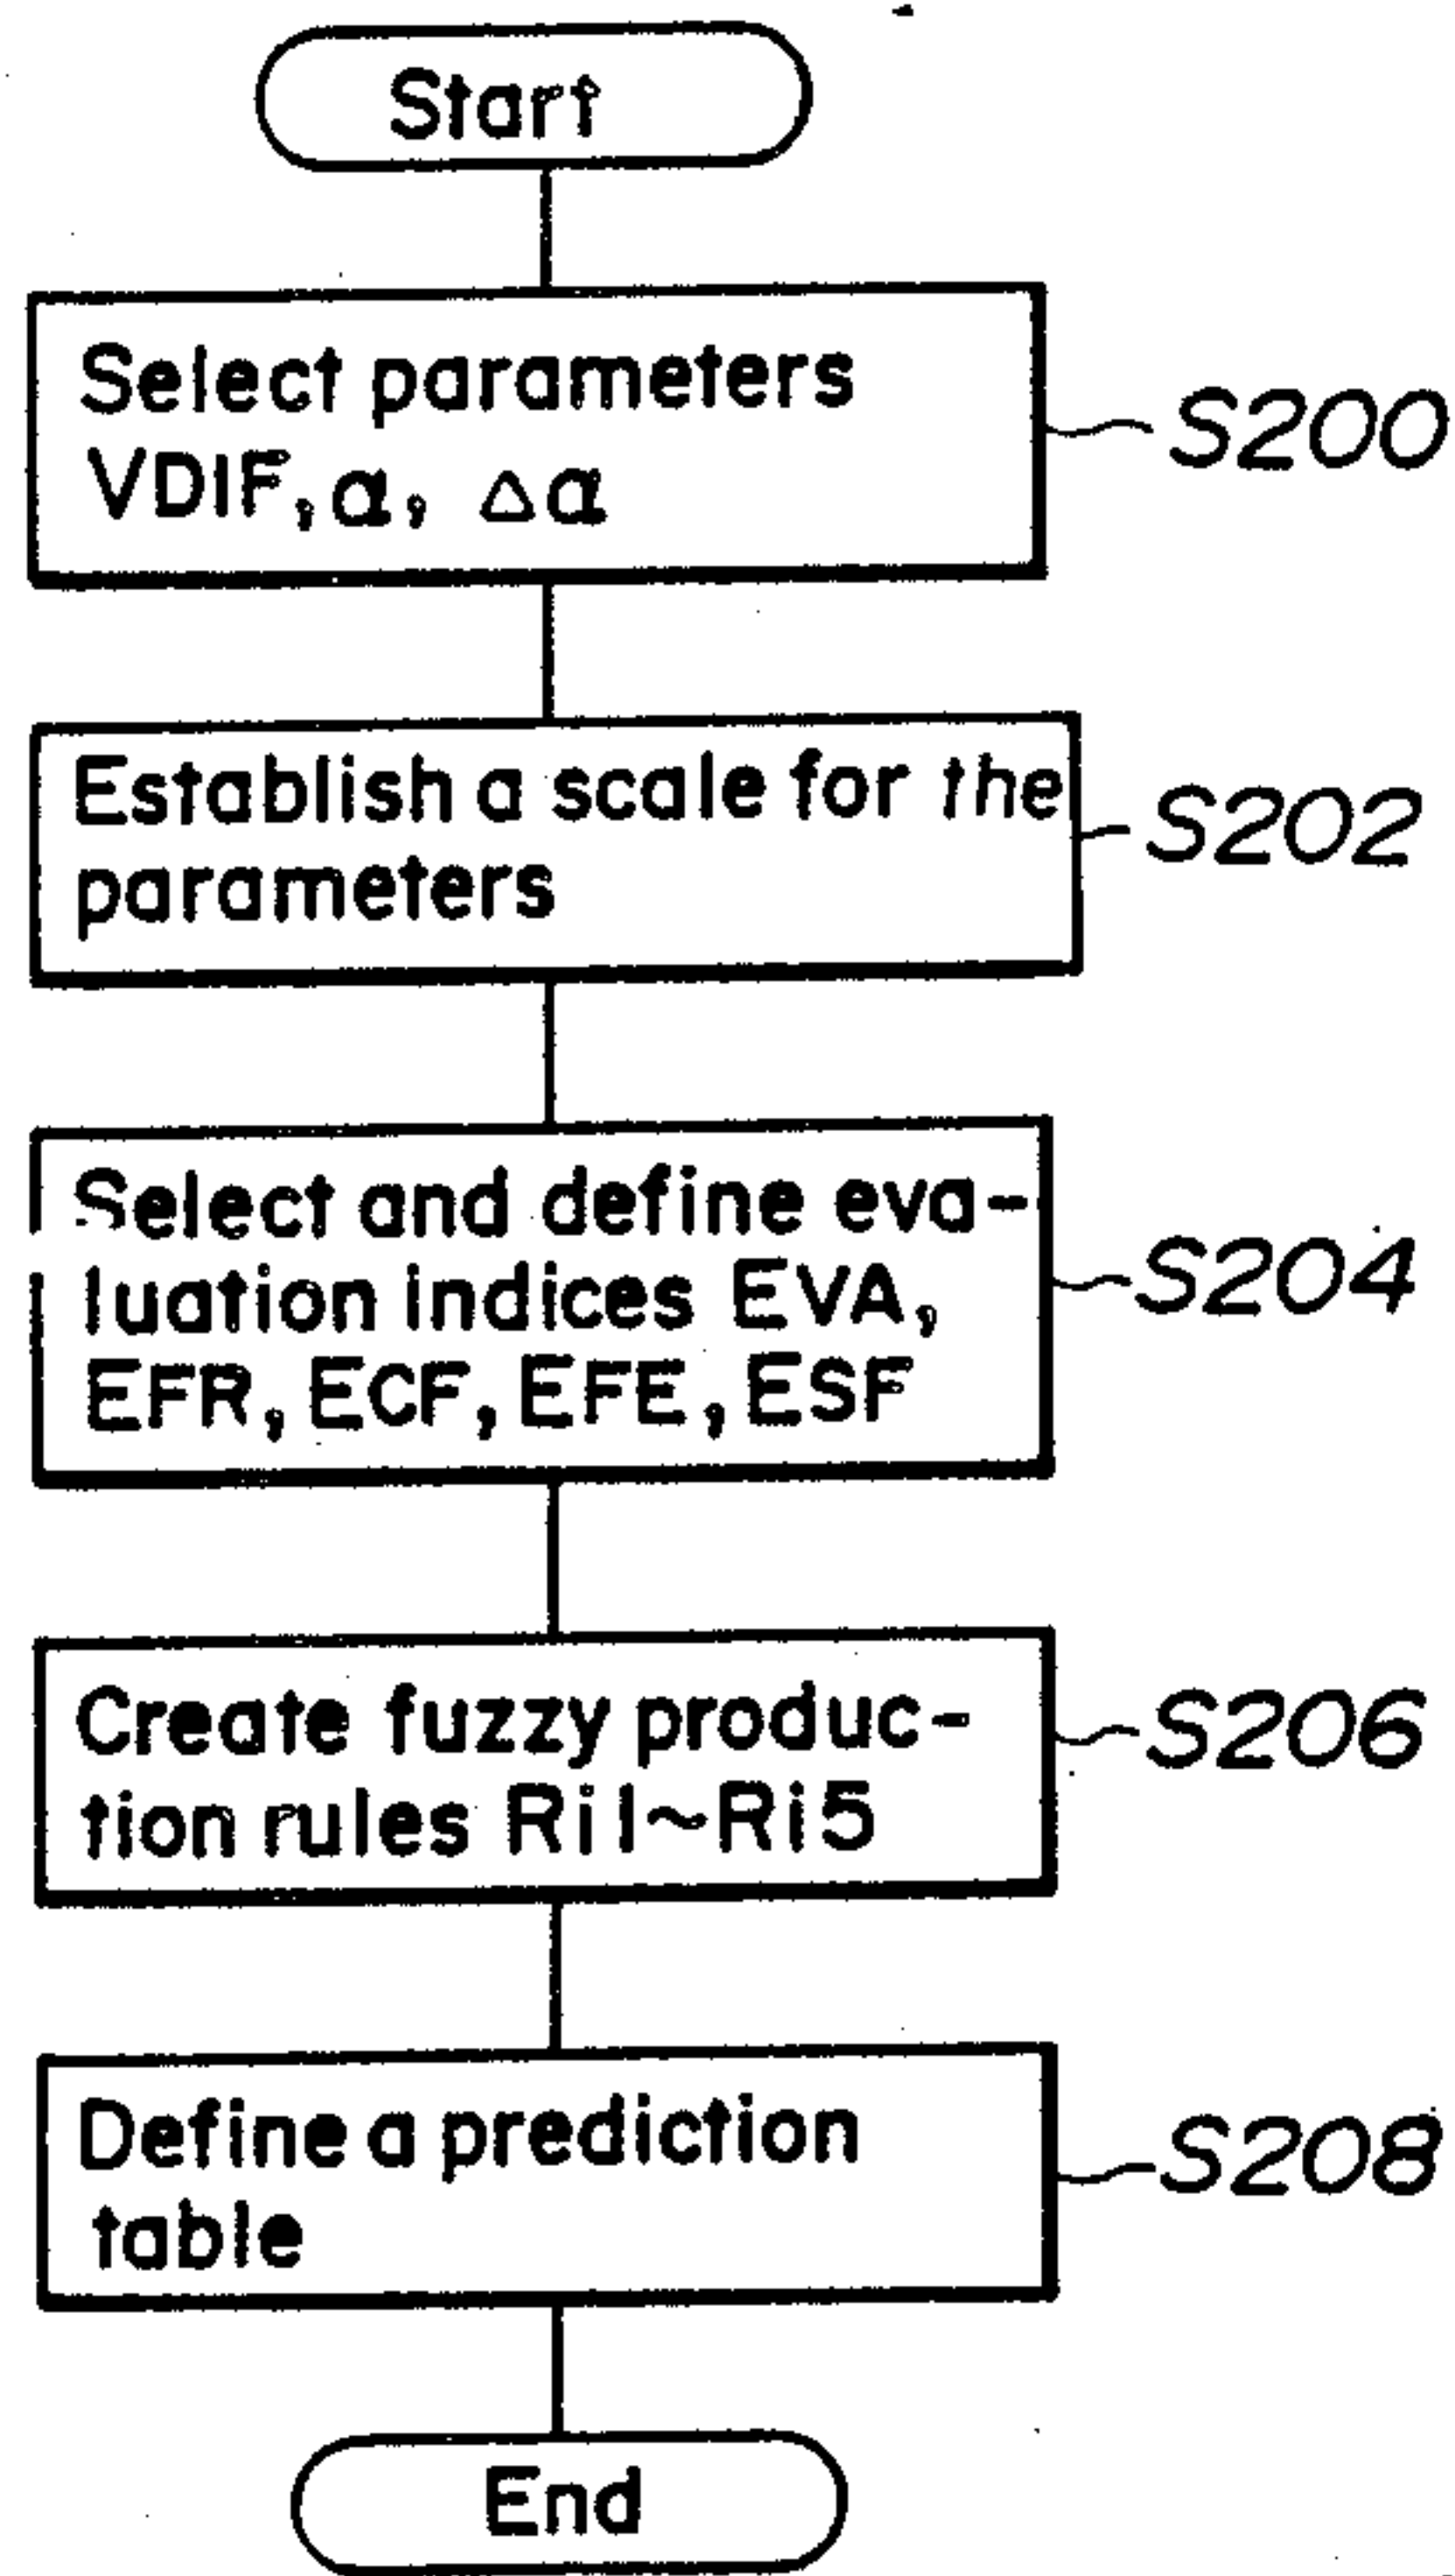 Start
Select parameters
VDIF, α, Δα
S200
Establish a scale for the
parameters
S202
Select and define eva-
luation indices EVA,
EFR, ECF, EFE, ESF
S204
Create fuzzy produc-
tion rules Ri1~Ri5
S206
Define a prediction
table
S208
End